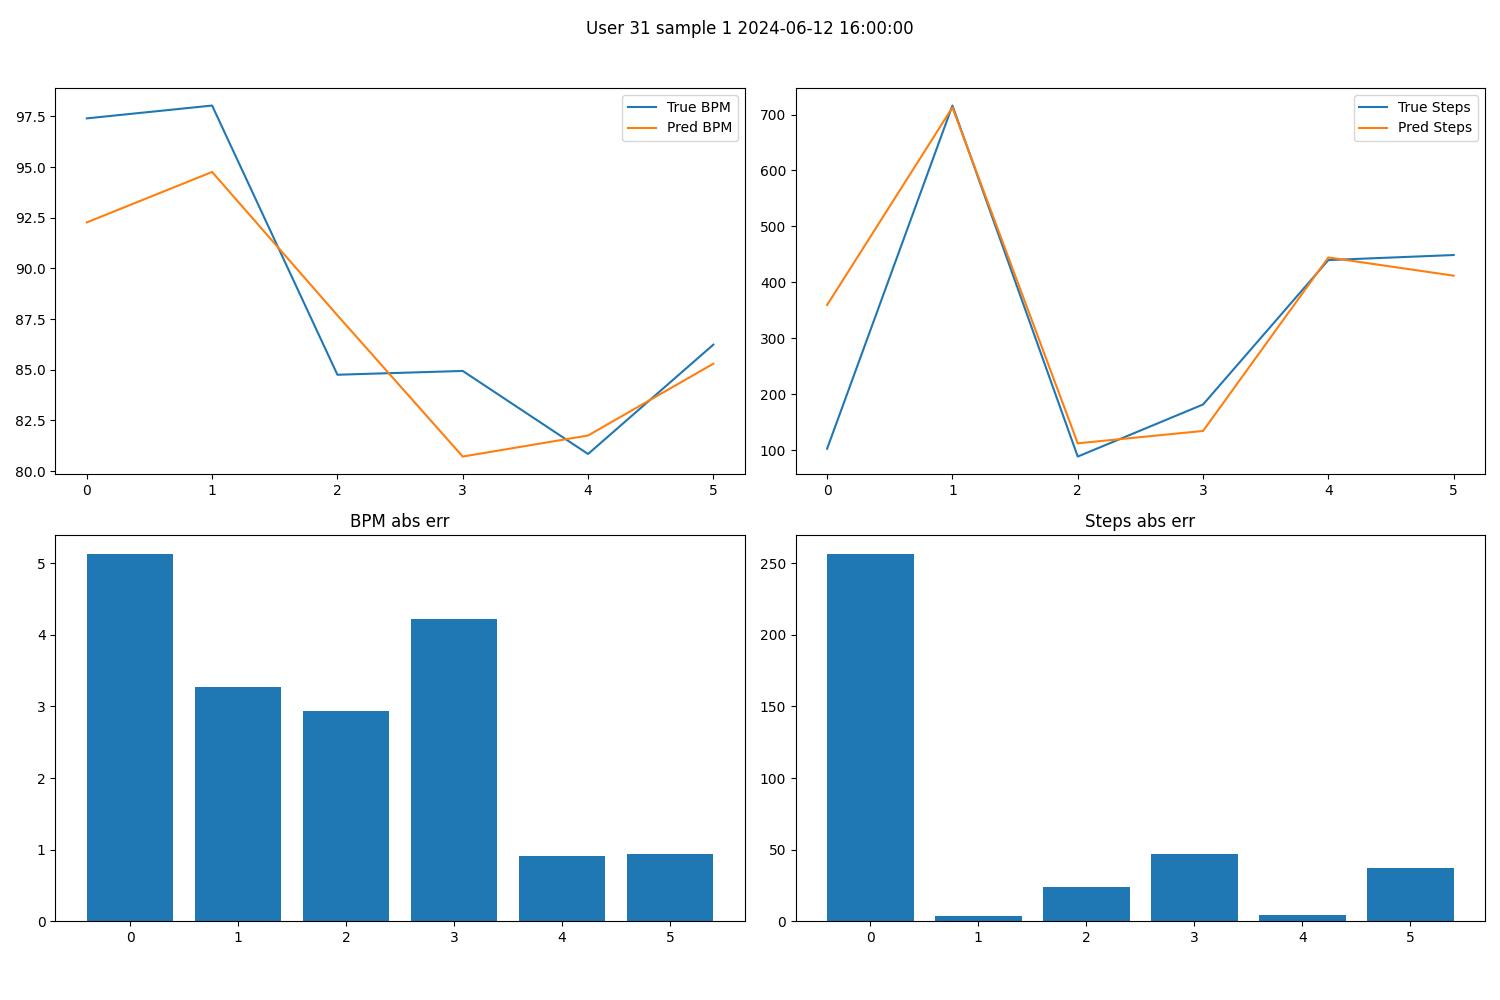 User 31 sample 1 2024-06-12 16:00:00
True BPM
Pred BPM
97.5
95.0
92.5
90.0
87.5
85.0
82.5
80.0
0 1 2 3 4 5
True Steps
Pred Steps
700
600
500
400
300
200
100
0 1 2 3 4 5
BPM abs err
5
4
3
2
1
0
0 1 2 3 4 5
Steps abs err
250
200
150
100
50
0
0 1 2 3 4 5